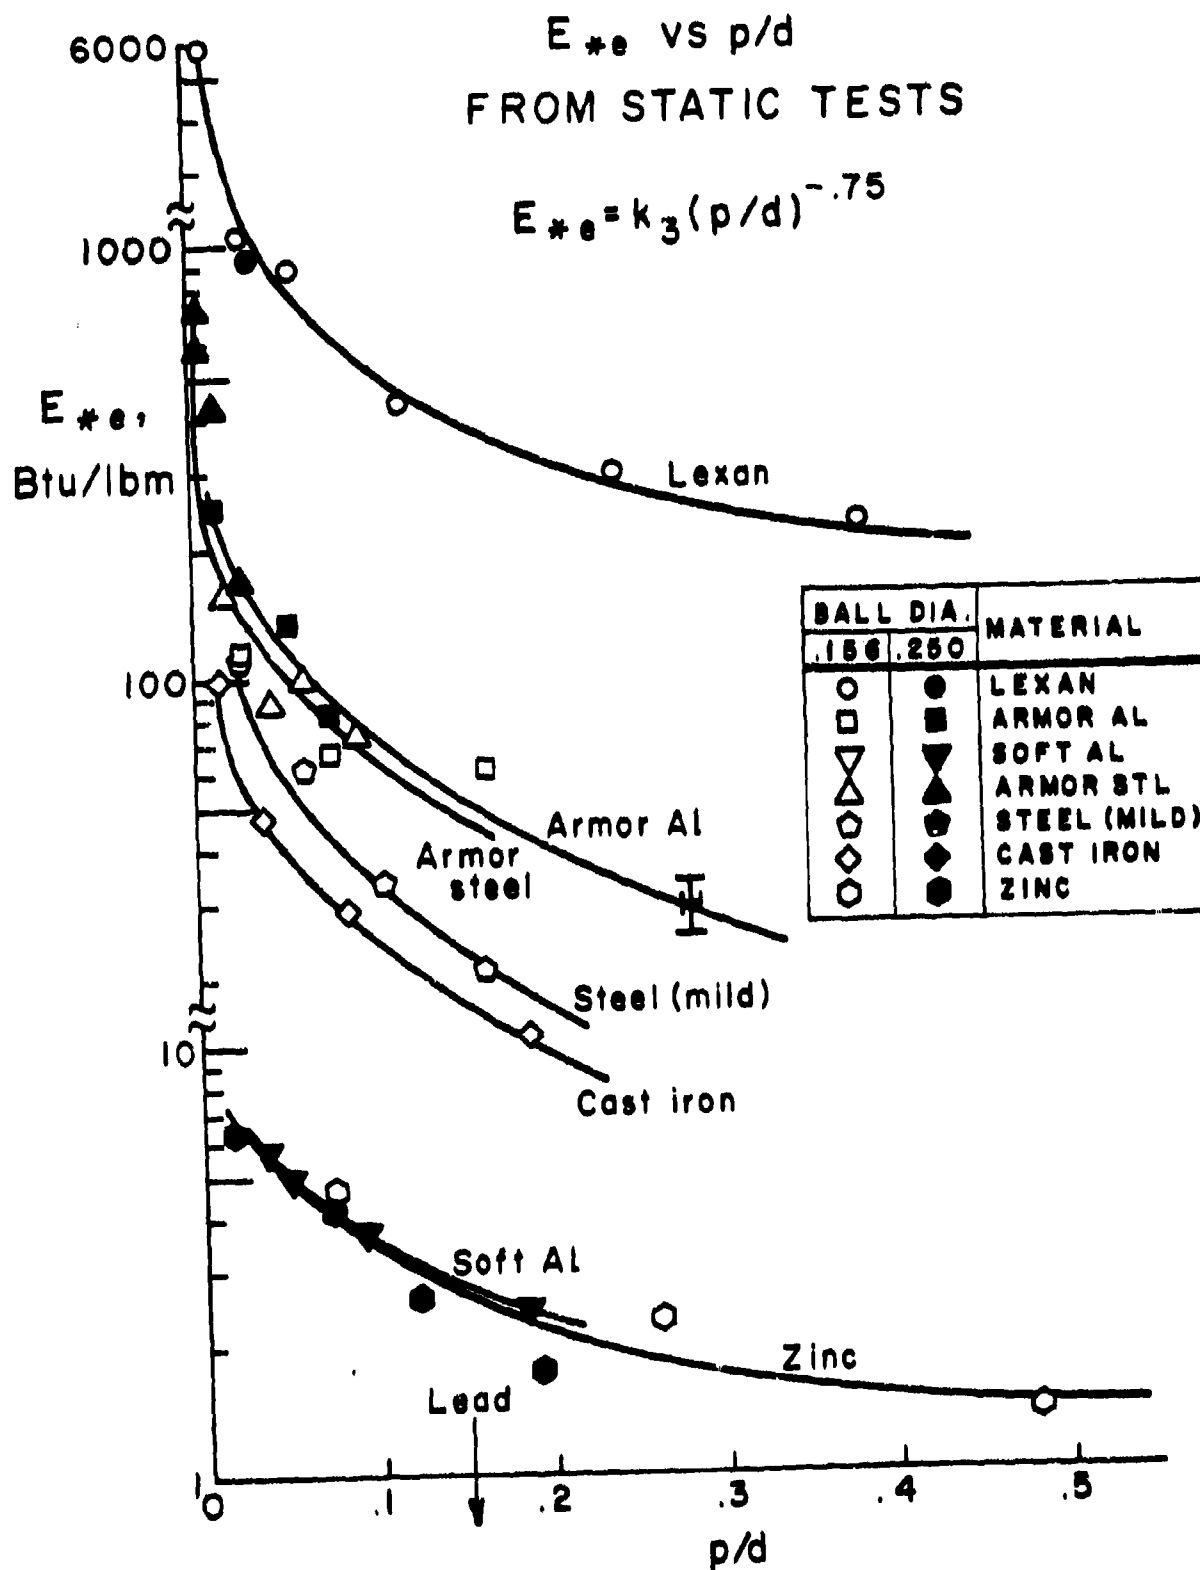 E*e vs p/d
FROM STATIC TESTS
E*e = k3(p/d)^-.75
6000
1000
E*e,
Btu/lbm
100
10
1
Lexan
Armor Al
Armor
steel
Steel (mild)
Cast iron
Soft Al
Zinc
Lead
BALL DIA. MATERIAL
.156 .250
LEXAN
ARMOR AL
SOFT AL
ARMOR STL
STEEL (MILD)
CAST IRON
ZINC
0 .1 .2 .3 .4 .5
p/d